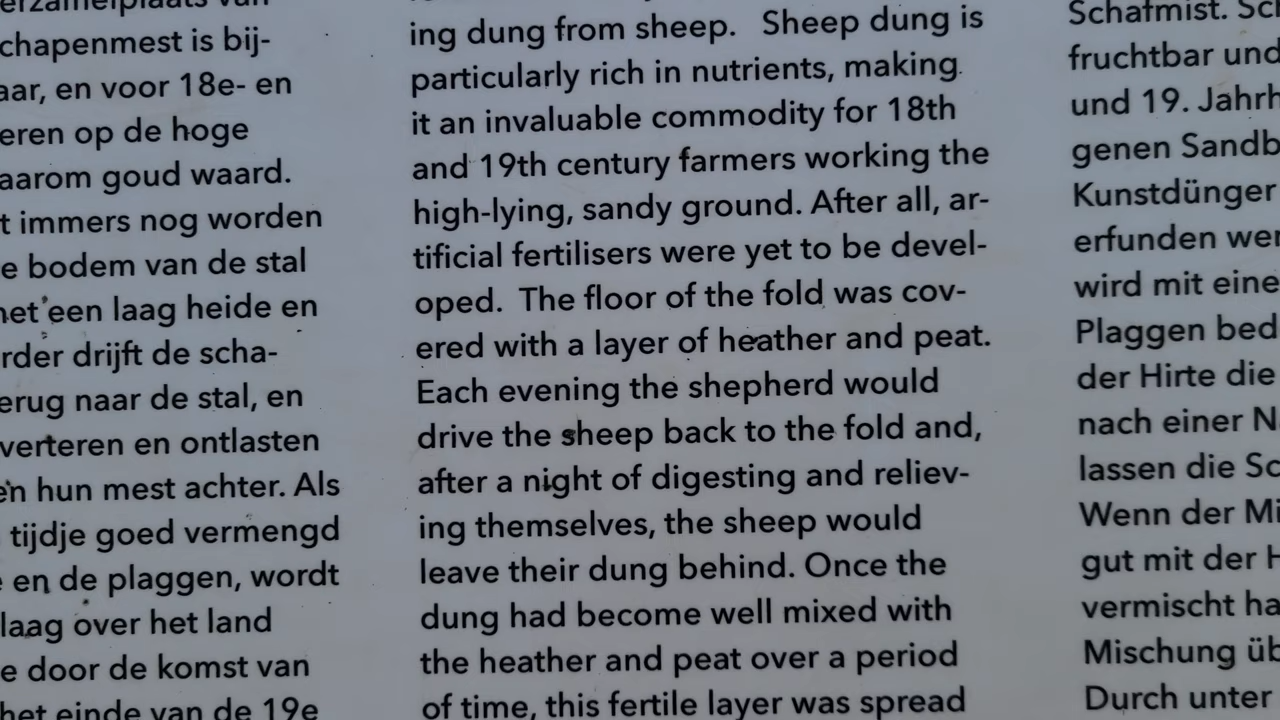 chapenmest is bij-
aar, en voor 18e- en
eren op de hoge
aarom goud waard.
t immers nog worden
e bodem van de stal
een laag heide en
rder drijft de scha-
erug naar de stal, en
verteren en ontlasten
en hun mest achter. Als
tijdje goed vermengd
en de plaggen, wordt
laag over het land
e door de komst van
het einde van de 19e
ing dung from sheep. Sheep dung is
particularly rich in nutrients, making
it an invaluable commodity for 18th
and 19th century farmers working the
high-lying, sandy ground. After all, ar-
tificial fertilisers were yet to be devel-
oped. The floor of the fold was cov-
ered with a layer of heather and peat.
Each evening the shepherd would
drive the sheep back to the fold and,
after a night of digesting and reliev-
ing themselves, the sheep would
leave their dung behind. Once the
dung had become well mixed with
the heather and peat over a period
of time, this fertile layer was spread
Schafmist. Sc
fruchtbar und
und 19. Jahrh
genen Sandb
Kunstdünger
erfunden wer
wird mit eine
Plaggen bed
der Hirte die
nach einer N
lassen die Sc
Wenn der Mi
gut mit der H
vermischt ha
Mischung üb
Durch unter